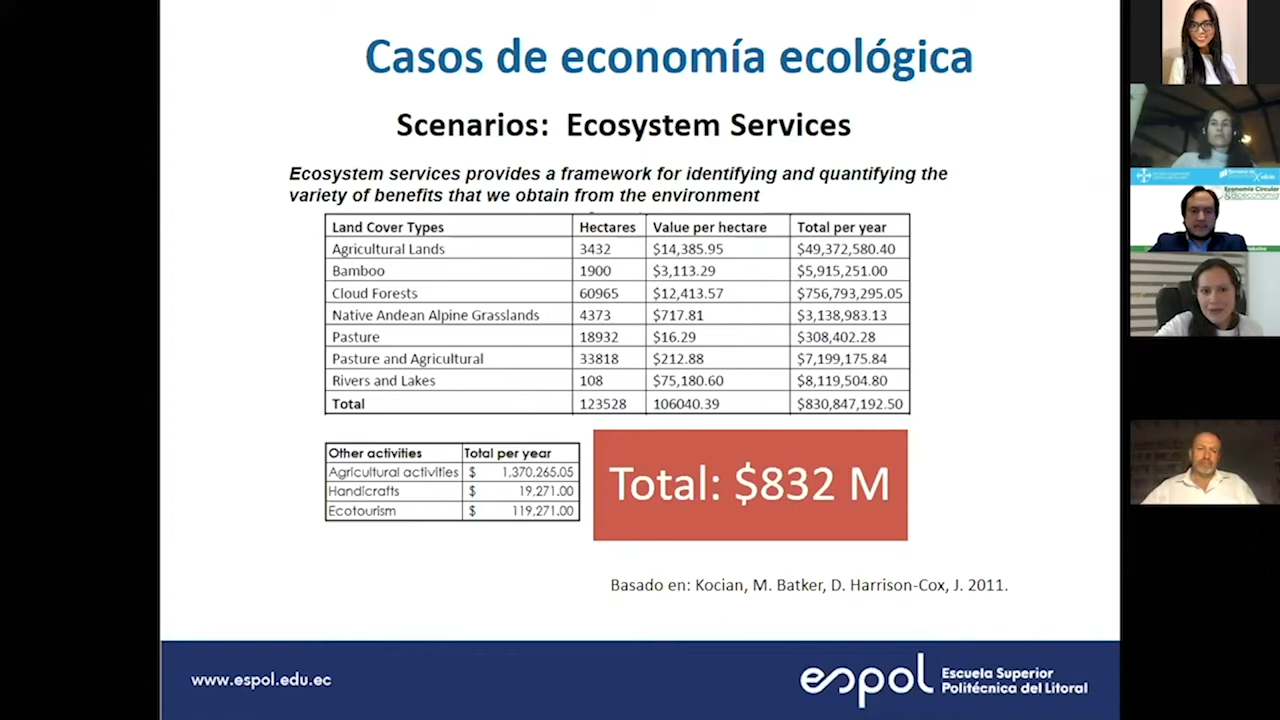 Casos de economía ecológica
Scenarios: Ecosystem Services
Ecosystem services provides a framework for identifying and quantifying the
variety of benefits that we obtain from the environment
Land Cover Types Hectares Value per hectare Total per year
Agricultural Lands 3432 $14,385.95 $49,372,580.40
Bamboo 1900 $3,113.29 $5,915,251.00
Cloud Forests 60965 $12,413.57 $756,793,295.05
Native Andean Alpine Grasslands 4373 $717.81 $3,138,983.13
Pasture 18932 $16.29 $308,402.28
Pasture and Agricultural 33818 $212.88 $7,199,175.84
Rivers and Lakes 108 $75,180.60 $8,119,504.80
Total 123528 106040.39 $830,847,192.50
Other activities Total per year
Agricultural activities $ 1,370,265.05
Handicrafts $ 19,271.00
Ecotourism $ 119,271.00
Total: $832 M
Basado en: Kocian, M. Batker, D. Harrison-Cox, J. 2011.
www.espol.edu.ec
espol Escuela Superior
Politécnica del Litoral
Economía Circular
&Bioeconomía